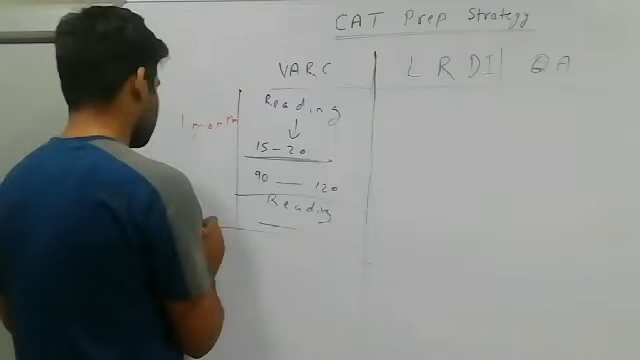 CAT Prep Strategy
VARC | LRDI | QA
Reading
1 month
15 - 20
90 — 120
Reading